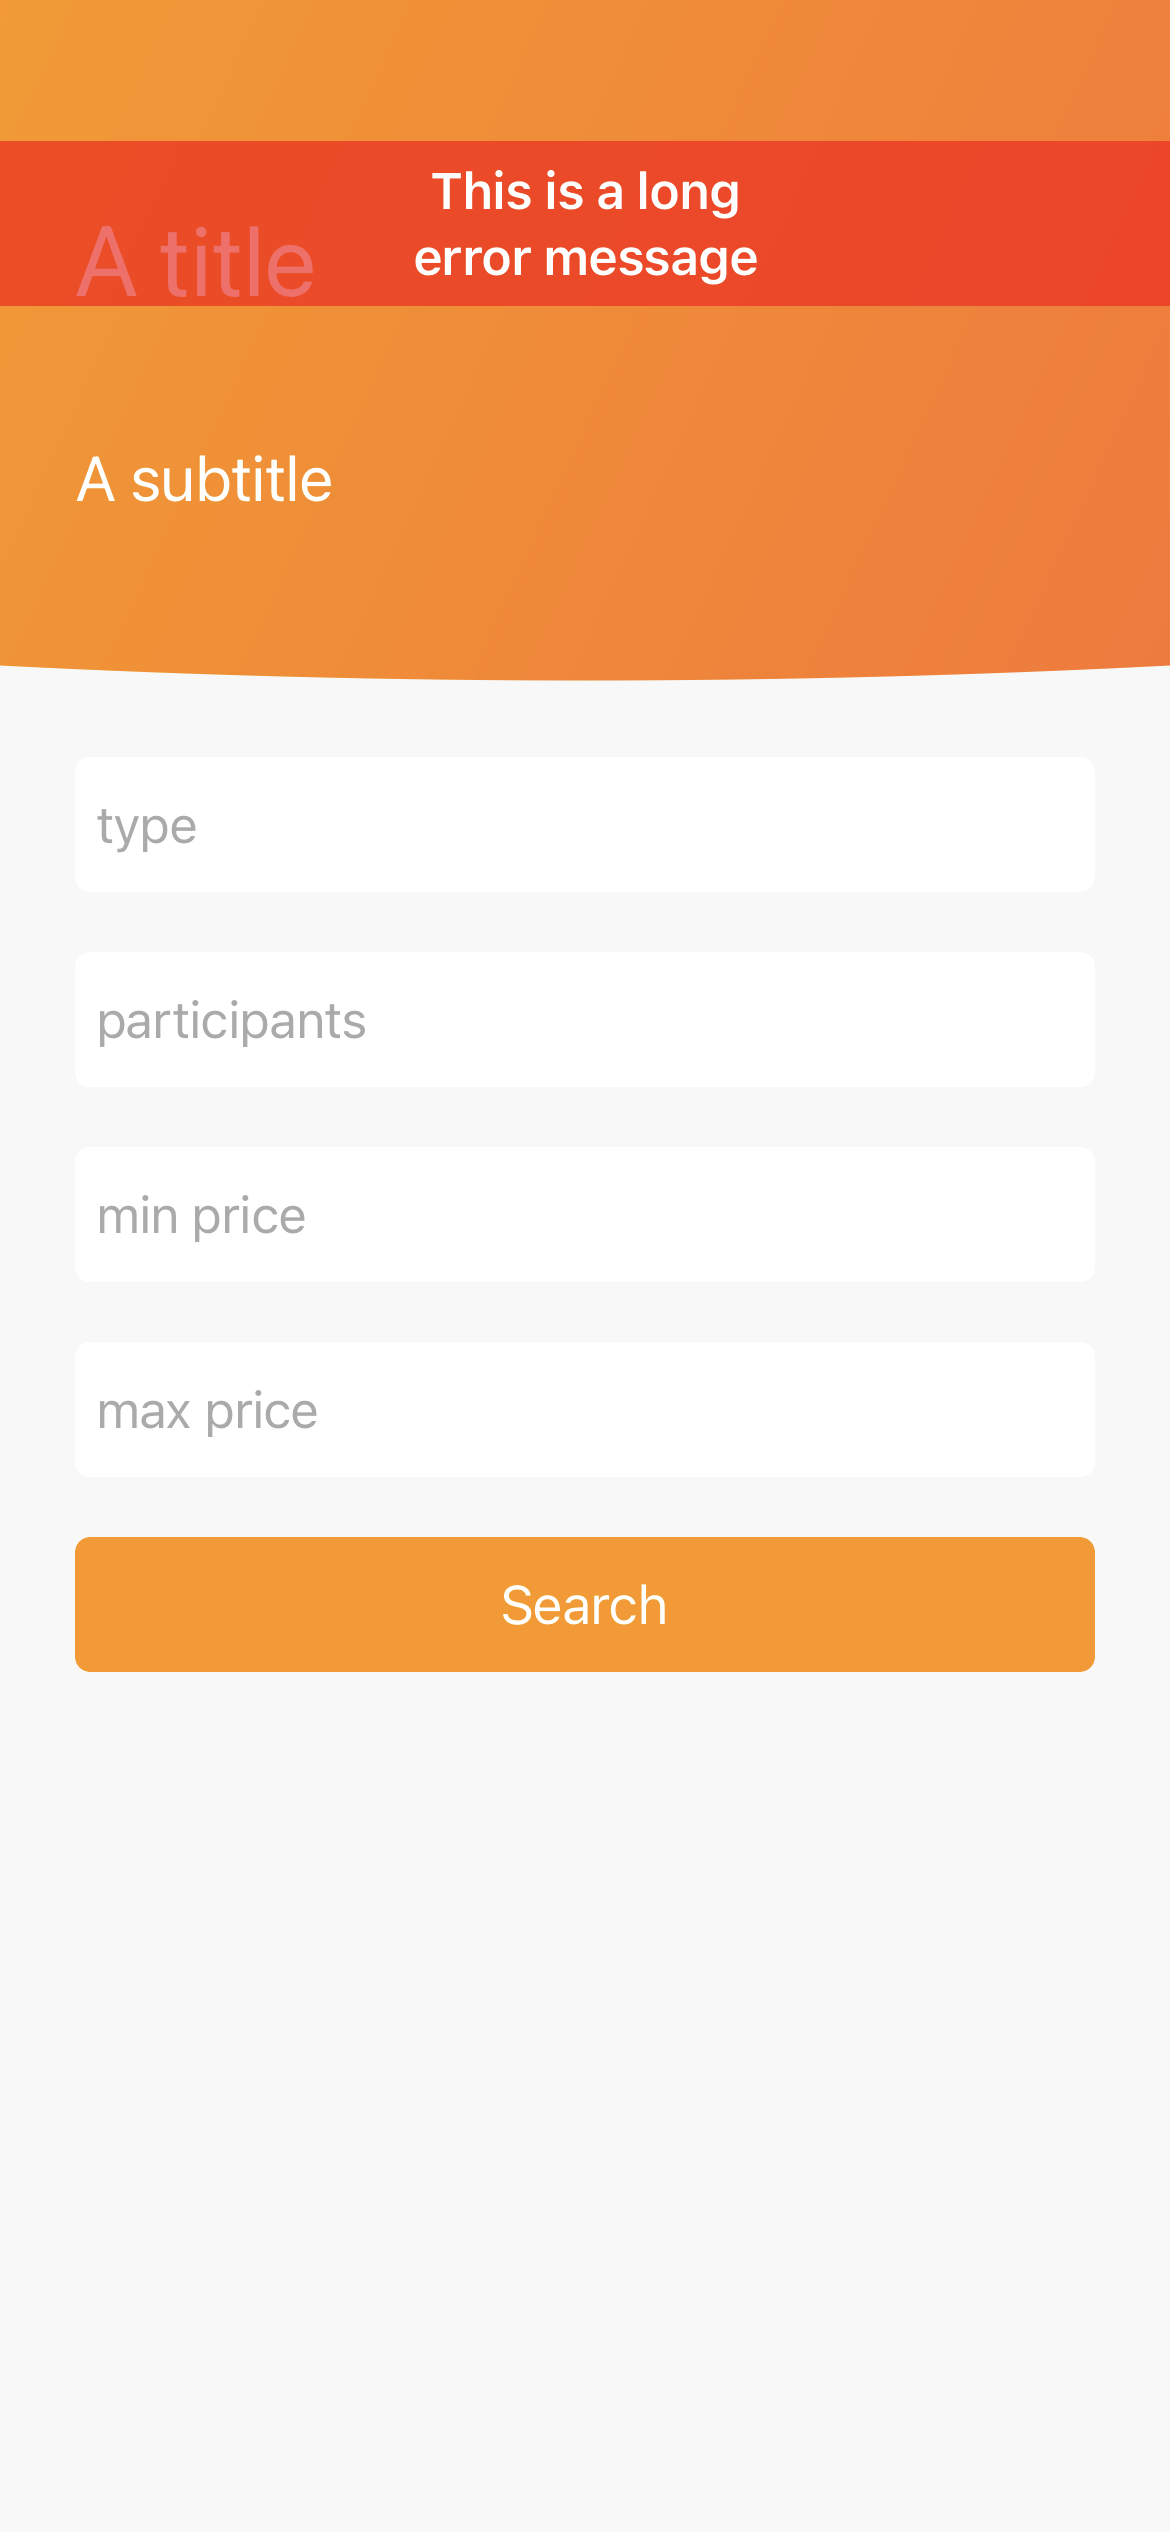 This is a long
error message
A title
A subtitle
type
participants
min price
max price
Search